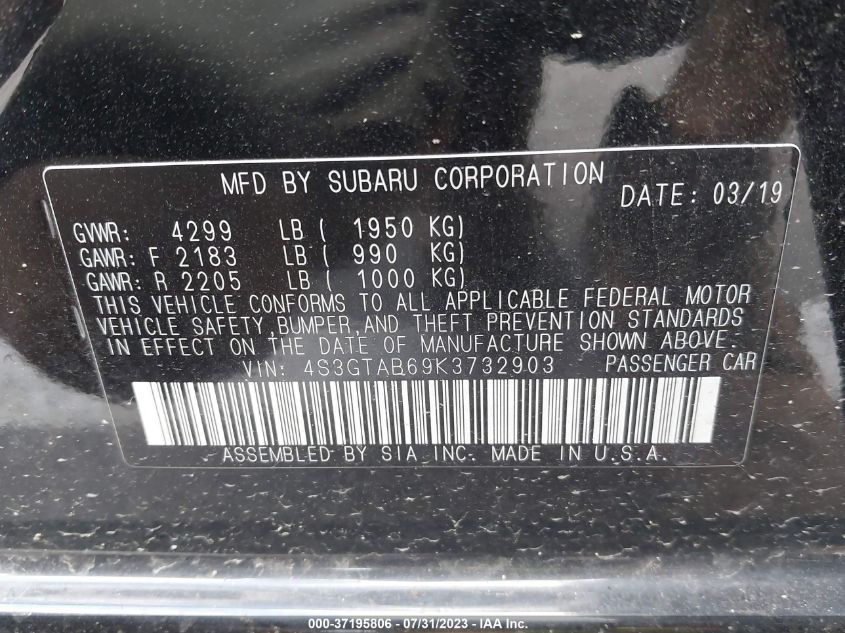 MFD BY SUBARU CORPORATION DATE: 03/19
GVWR: 4299 LB ( 1950 KG)
GAWR: F 2183 LB ( 990 KG)
GAWR: R 2205 LB ( 1000 KG)
THIS VEHICLE CONFORMS TO ALL APPLICABLE FEDERAL MOTOR
VEHICLE SAFETY, BUMPER, AND THEFT PREVENTION STANDARDS
IN EFFECT ON THE DATE OF MANUFACTURE SHOWN ABOVE.
VIN: 4S3GTAB69K3732903 PASSENGER CAR
ASSEMBLED BY SIA INC. MADE IN U.S.A.
000-37195806 - 07/31/2023 - IAA Inc.